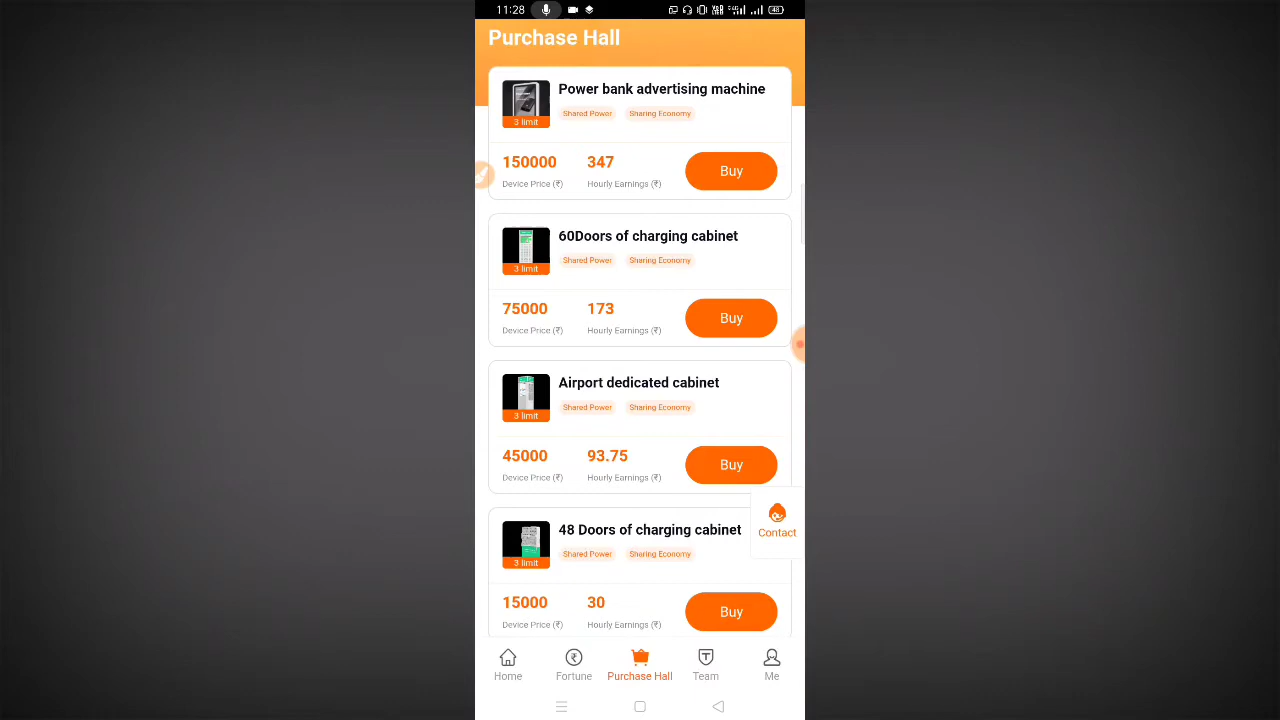 11:28
48
Purchase Hall
Power bank advertising machine
Shared Power Sharing Economy
3 limit
150000 347 Buy
Device Price (₹) Hourly Earnings (₹)
60Doors of charging cabinet
Shared Power Sharing Economy
3 limit
75000 173 Buy
Device Price (₹) Hourly Earnings (₹)
Airport dedicated cabinet
Shared Power Sharing Economy
3 limit
45000 93.75 Buy
Device Price (₹) Hourly Earnings (₹)
Contact
48 Doors of charging cabinet
Shared Power Sharing Economy
3 limit
15000 30 Buy
Device Price (₹) Hourly Earnings (₹)
Home Fortune Purchase Hall Team Me